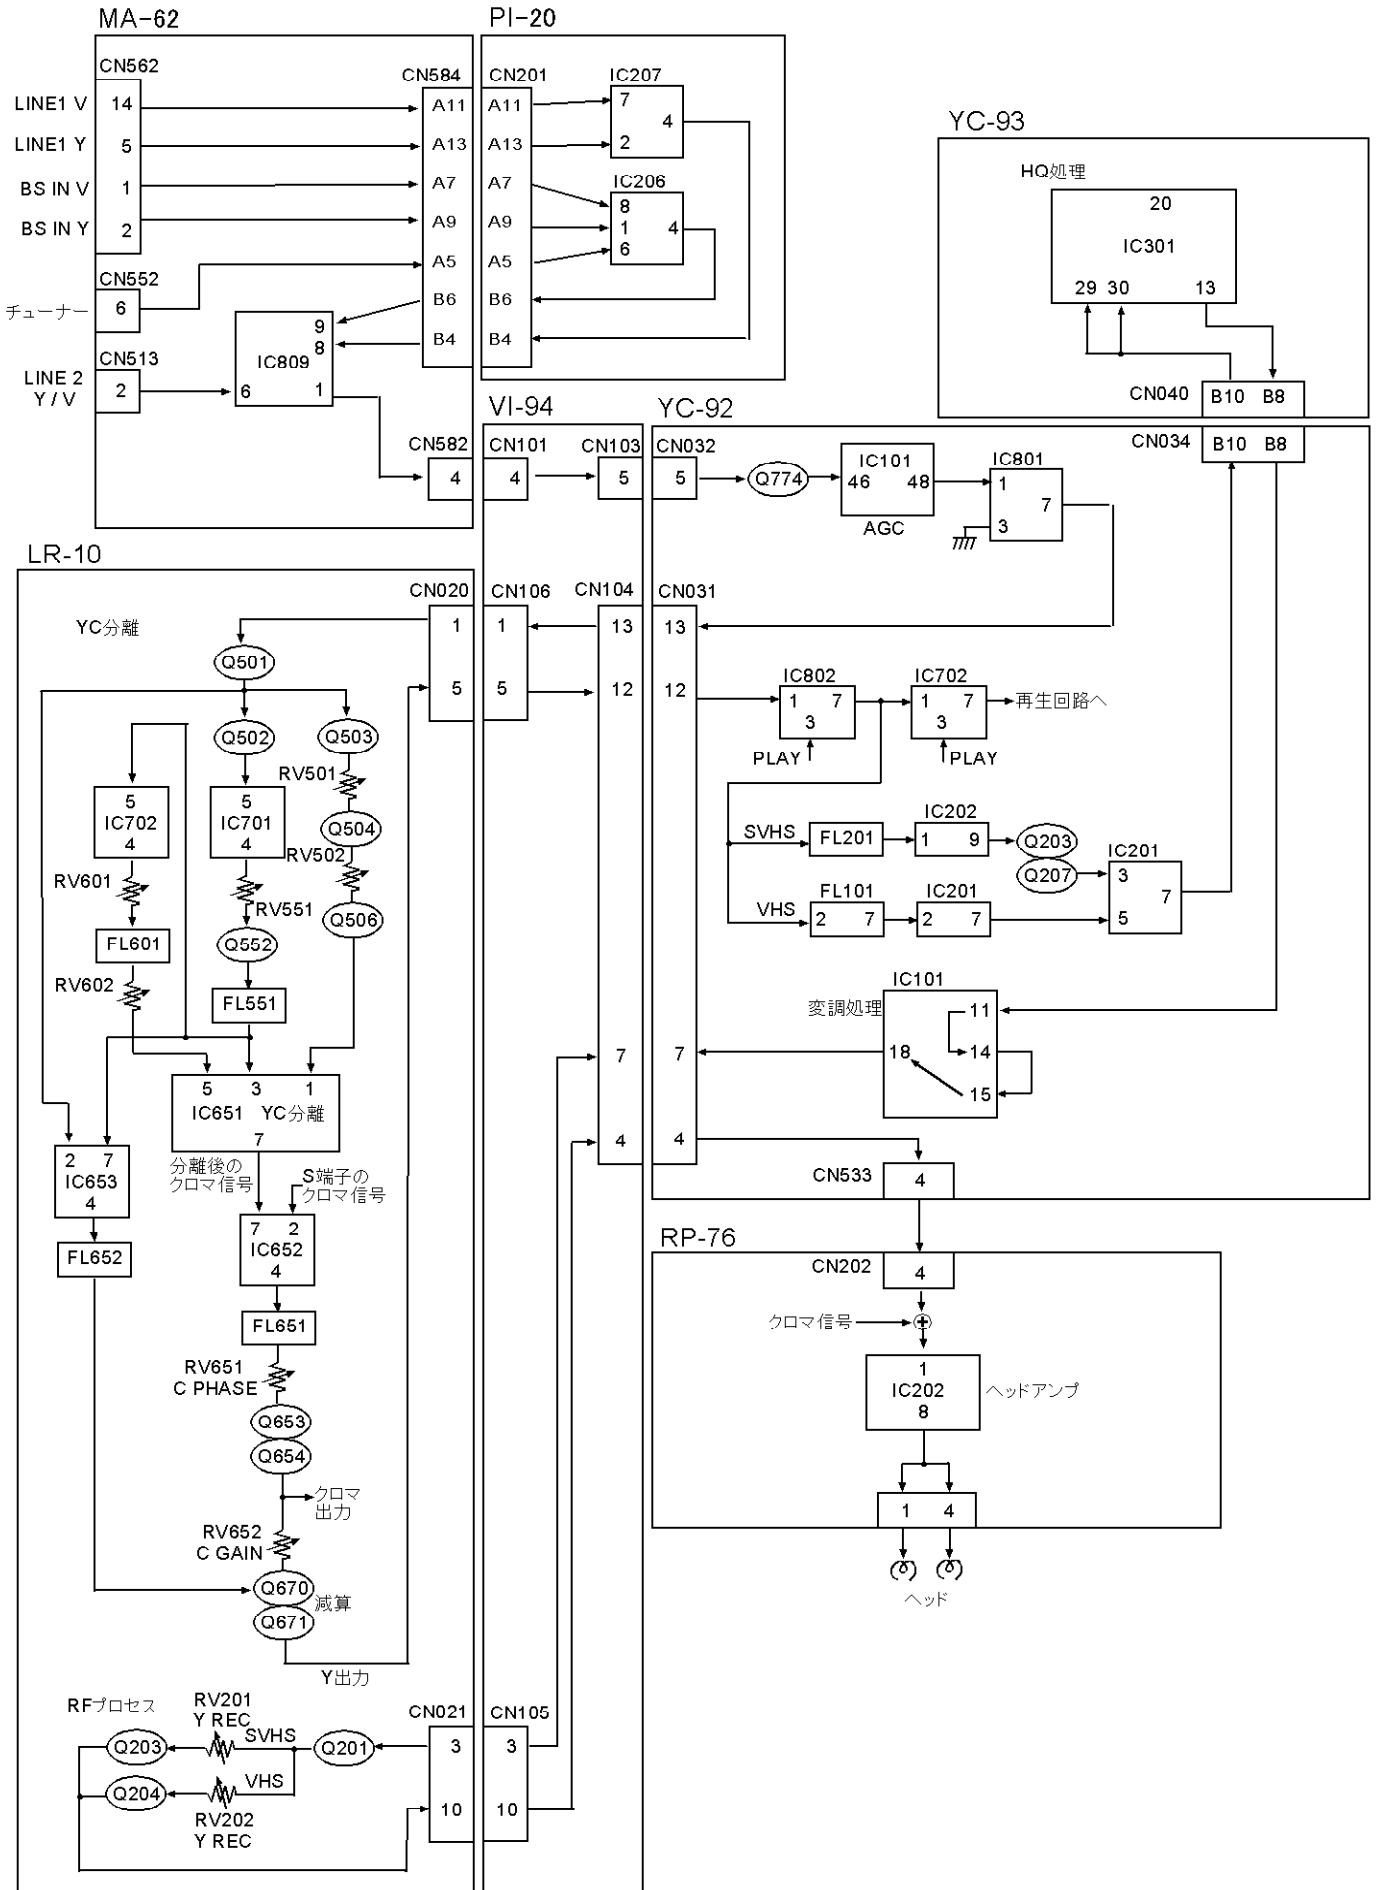 MA-62
CN562
LINE1 V
14
LINE1 Y
5
BS IN V
1
BS IN Y
2
CN552
チューナー
6
CN513
LINE 2
Y / V
2
9
8
IC809
6
1
CN584
A11
A13
A7
A9
A5
B6
B4
CN582
4
PI-20
CN201
A11
A13
A7
A9
A5
B6
B4
IC207
7
4
2
IC206
8
1
4
6
YC-93
HQ処理
20
IC301
29
30
13
CN040
B10
B8
VI-94
CN101
4
CN103
5
CN106
1
5
CN104
13
12
7
4
CN105
3
10
YC-92
CN034
B10
B8
CN032
5
Q774
IC101
46
48
AGC
IC801
1
7
3
CN031
13
12
7
4
IC802
1
7
3
PLAY
IC702
1
7
3
PLAY
再生回路へ
SVHS
FL201
IC202
1
9
Q203
Q207
IC201
3
7
5
VHS
FL101
2
7
IC201
2
7
IC101
変調処理
11
18
14
15
CN533
4
LR-10
CN020
1
5
YC分離
Q501
Q502
Q503
RV501
5
IC702
4
5
IC701
4
Q504
RV502
RV601
RV551
Q506
FL601
Q552
RV602
FL551
5
3
1
IC651
YC分離
7
2
7
IC653
4
分離後の
クロマ信号
S端子の
クロマ信号
7
2
IC652
4
FL652
FL651
RV651
C PHASE
Q653
Q654
クロマ
出力
RV652
C GAIN
Q670
減算
Q671
Y出力
RFプロセス
RV201
Y REC
SVHS
Q203
Q201
VHS
Q204
RV202
Y REC
CN021
3
10
RP-76
CN202
4
クロマ信号
1
IC202
8
ヘッドアンプ
1
4
ヘッド